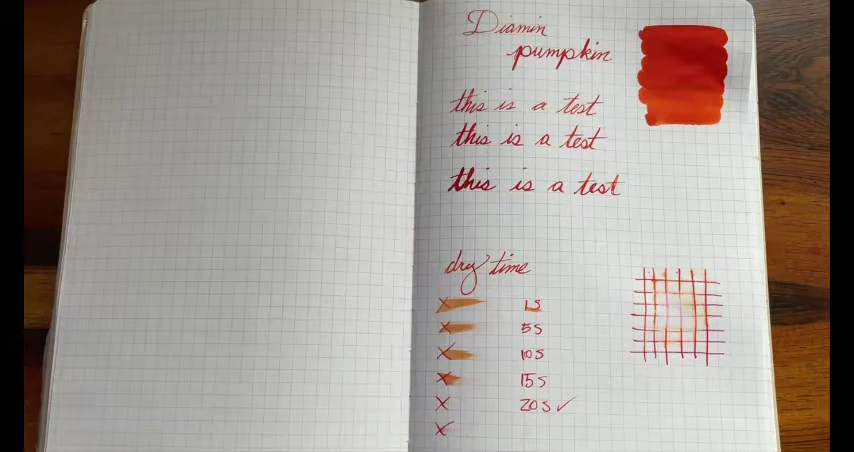 Diamin
pumpkin
this is a test
this is a test
this is a test
dry time
x 1s
x 5s
x 10s
x 15s
x 20s ✓
x